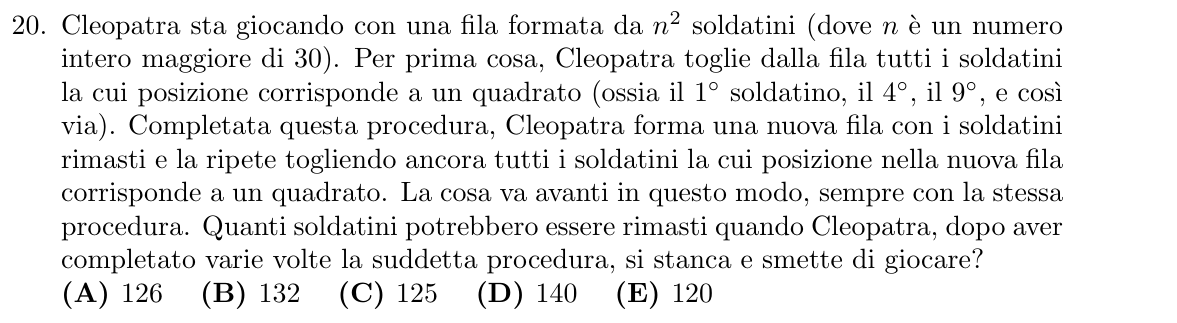 20. Cleopatra sta giocando con una fila formata da n² soldatini (dove n è un numero
intero maggiore di 30). Per prima cosa, Cleopatra toglie dalla fila tutti i soldatini
la cui posizione corrisponde a un quadrato (ossia il 1° soldatino, il 4°, il 9°, e così
via). Completata questa procedura, Cleopatra forma una nuova fila con i soldatini
rimasti e la ripete togliendo ancora tutti i soldatini la cui posizione nella nuova fila
corrisponde a un quadrato. La cosa va avanti in questo modo, sempre con la stessa
procedura. Quanti soldatini potrebbero essere rimasti quando Cleopatra, dopo aver
completato varie volte la suddetta procedura, si stanca e smette di giocare?
(A) 126 (B) 132 (C) 125 (D) 140 (E) 120